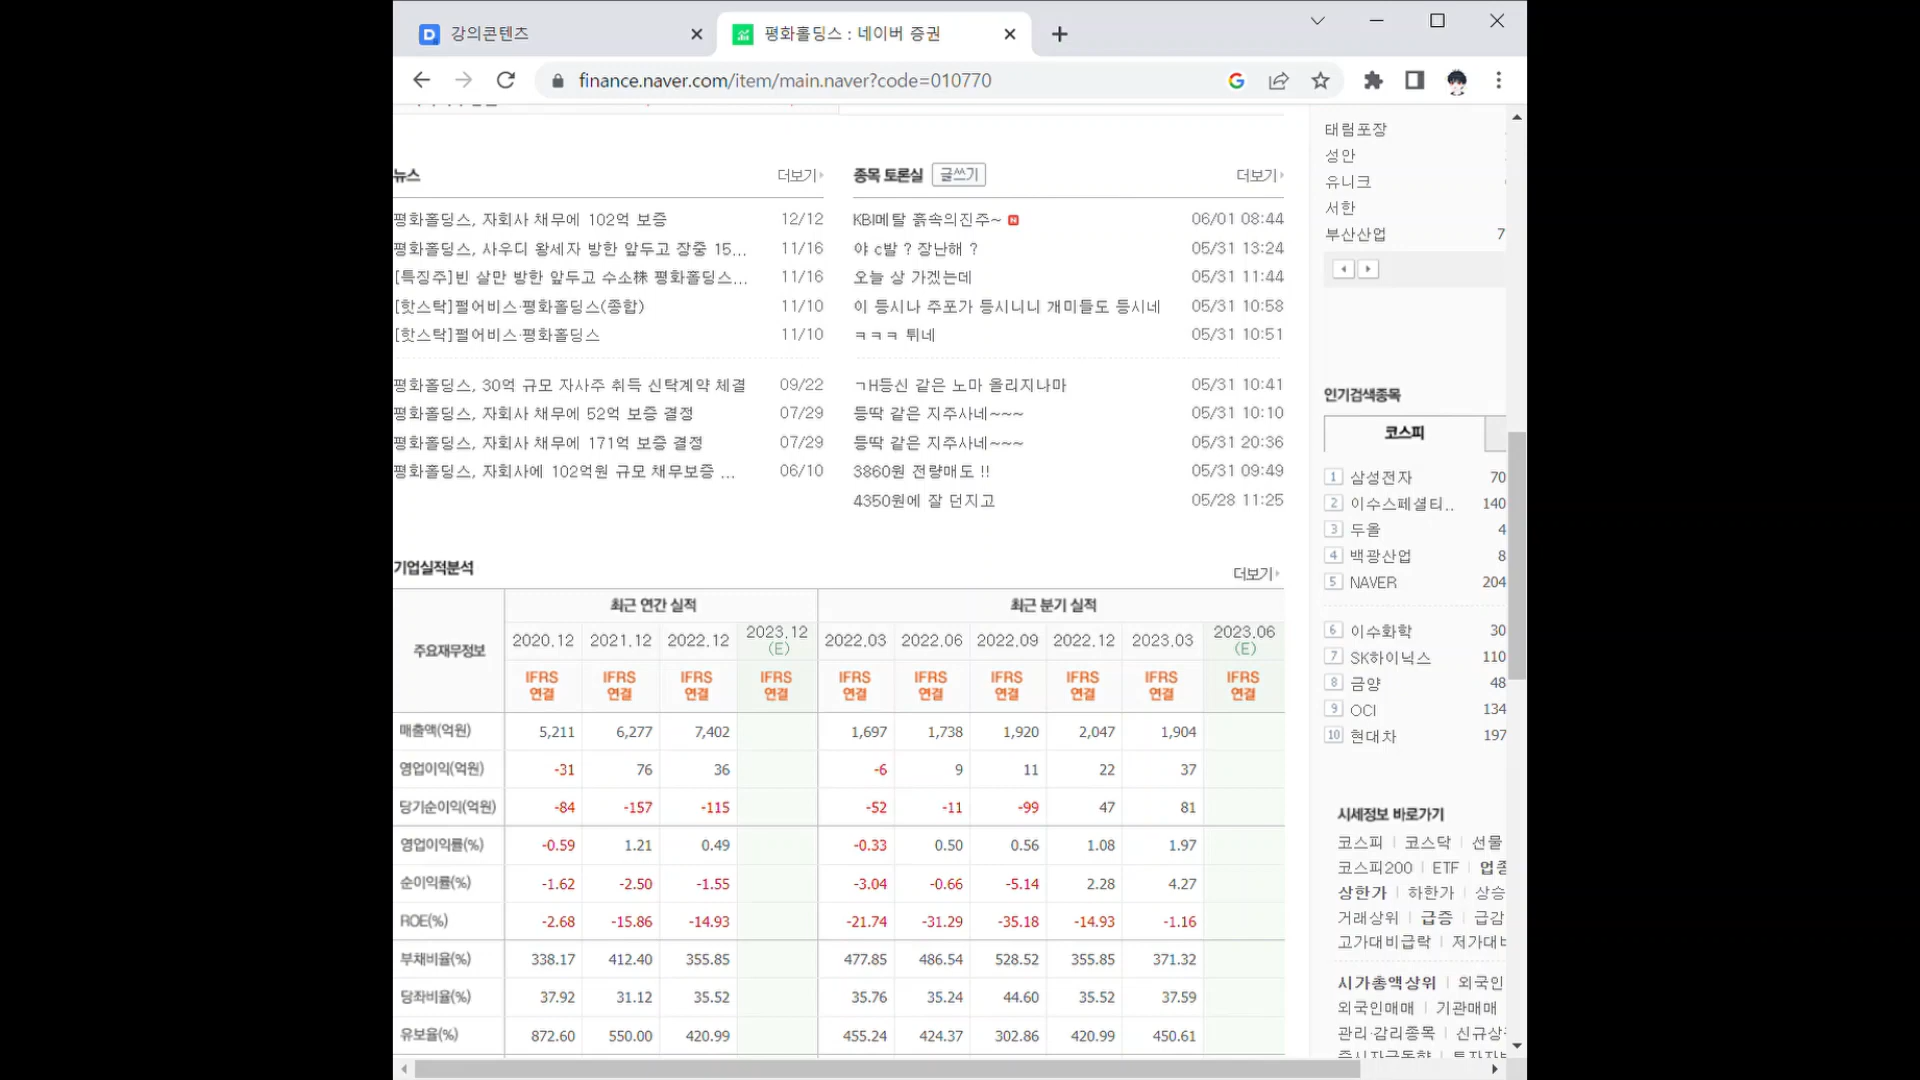 강의콘텐츠
평화홀딩스 : 네이버 증권
finance.naver.com/item/main.naver?code=010770
뉴스 더보기
평화홀딩스, 자회사 채무에 102억 보증 12/12
평화홀딩스, 사우디 왕세자 방한 앞두고 장중 15... 11/16
[특징주]빈 살만 방한 앞두고 수소株 평화홀딩스... 11/16
[핫스탁]펄어비스·평화홀딩스(종합) 11/10
[핫스탁]펄어비스·평화홀딩스 11/10
평화홀딩스, 30억 규모 자사주 취득 신탁계약 체결 09/22
평화홀딩스, 자회사 채무에 52억 보증 결정 07/29
평화홀딩스, 자회사 채무에 171억 보증 결정 07/29
평화홀딩스, 자회사에 102억원 규모 채무보증 ... 06/10
종목 토론실 글쓰기 더보기
KBI메탈 흙속의진주~ N 06/01 08:44
야 c발 ? 장난해 ? 05/31 13:24
오늘 상 가겠는데 05/31 11:44
이 등시나 주포가 등시니니 개미들도 등시네 05/31 10:58
ㅋㅋㅋ 튀네 05/31 10:51
ㄱH등신 같은 노마 올리지나마 05/31 10:41
등딱 같은 지주사네~~~ 05/31 10:10
등딱 같은 지주사네~~~ 05/31 20:36
3860원 전량매도 !! 05/31 09:49
4350원에 잘 던지고 05/28 11:25
기업실적분석 더보기
주요재무정보 최근 연간 실적 최근 분기 실적
2020.12 2021.12 2022.12 2023.12 (E) 2022.03 2022.06 2022.09 2022.12 2023.03 2023.06 (E)
IFRS 연결 IFRS 연결 IFRS 연결 IFRS 연결 IFRS 연결 IFRS 연결 IFRS 연결 IFRS 연결 IFRS 연결 IFRS 연결
매출액(억원) 5,211 6,277 7,402 1,697 1,738 1,920 2,047 1,904
영업이익(억원) -31 76 36 -6 9 11 22 37
당기순이익(억원) -84 -157 -115 -52 -11 -99 47 81
영업이익률(%) -0.59 1.21 0.49 -0.33 0.50 0.56 1.08 1.97
순이익률(%) -1.62 -2.50 -1.55 -3.04 -0.66 -5.14 2.28 4.27
ROE(%) -2.68 -15.86 -14.93 -21.74 -31.29 -35.18 -14.93 -1.16
부채비율(%) 338.17 412.40 355.85 477.85 486.54 528.52 355.85 371.32
당좌비율(%) 37.92 31.12 35.52 35.76 35.24 44.60 35.52 37.59
유보율(%) 872.60 550.00 420.99 455.24 424.37 302.86 420.99 450.61
태림포장
성안
유니크
서한
부산산업 7
인기검색종목
코스피
1 삼성전자 70
2 이수스페셜티.. 140
3 두올 4
4 백광산업 8
5 NAVER 204
6 이수화학 30
7 SK하이닉스 110
8 금양 48
9 OCI 134
10 현대차 197
시세정보 바로가기
코스피 코스닥 선물
코스피200 ETF 업종
상한가 하한가 상승
거래상위 급증 급감
고가대비급락 저가대비
시가총액상위 외국인
외국인매매 기관매매
관리·감리종목 신규상
증시자금동향 투자자